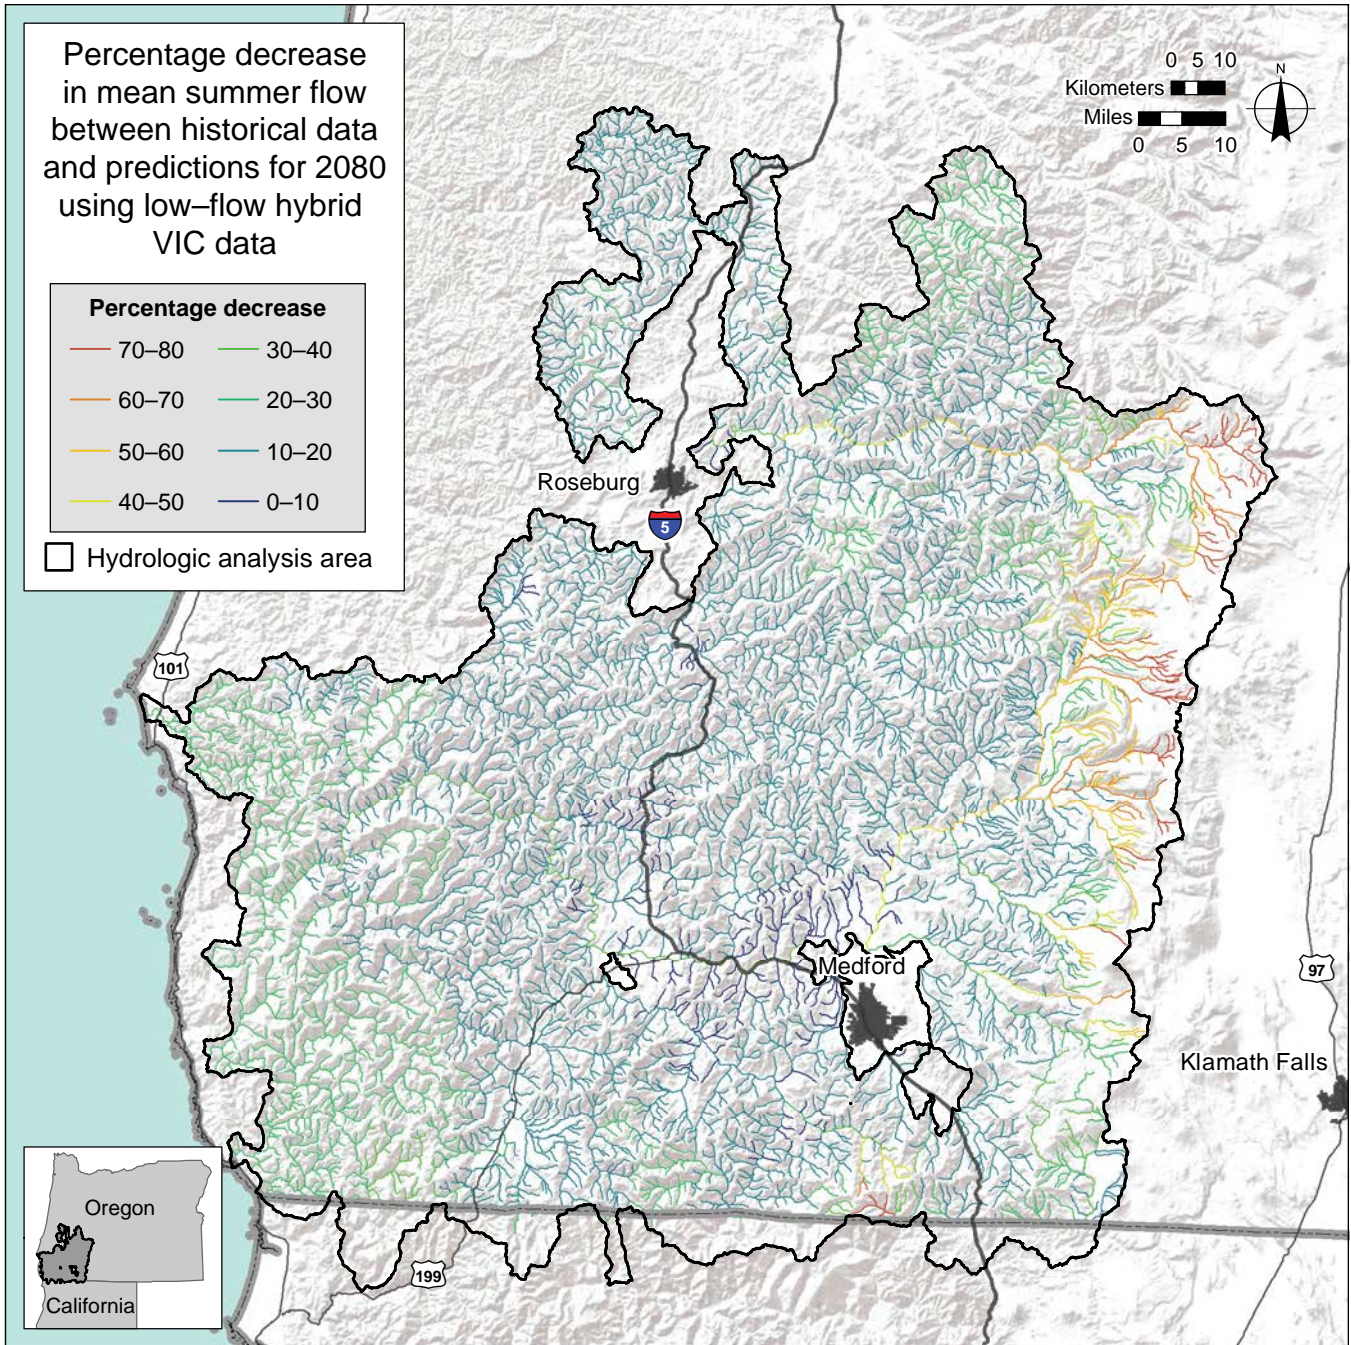 Percentage decrease
in mean summer flow
between historical data
and predictions for 2080
using low–flow hybrid
VIC data
Percentage decrease
70–80
30–40
60–70
20–30
50–60
10–20
40–50
0–10
Hydrologic analysis area
0 5 10
Kilometers
Miles
0 5 10
N
Roseburg
5
101
Medford
97
Klamath Falls
199
Oregon
California